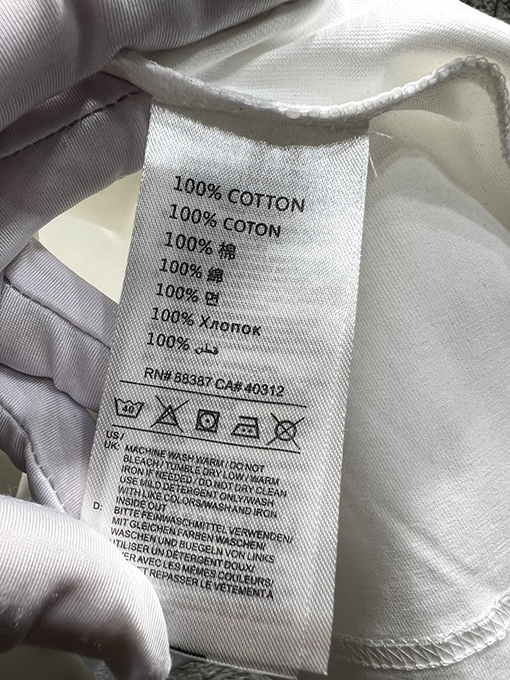 100% COTTON
100% COTON
100% 棉
100% 綿
100% 면
100% Хлопок
100% قطن
RN# 88387 CA# 40312
40
US /
UK: MACHINE WASH WARM / DO NOT
BLEACH / TUMBLE DRY LOW / WARM
IRON IF NEEDED / DO NOT DRY CLEAN
USE MILD DETERGENT ONLY/WASH
WITH LIKE COLORS/WASH AND IRON
INSIDE OUT
D: BITTE FEINWASCHMITTEL VERWENDEN/
MIT GLEICHEN FARBEN WASCHEN/
WASCHEN UND BUEGELN VON LINKS
UTILISER UN DÉTERGENT DOUX/
AVEC LES MÊMES COULEURS/
ET REPASSER LE VÊTEMENT À